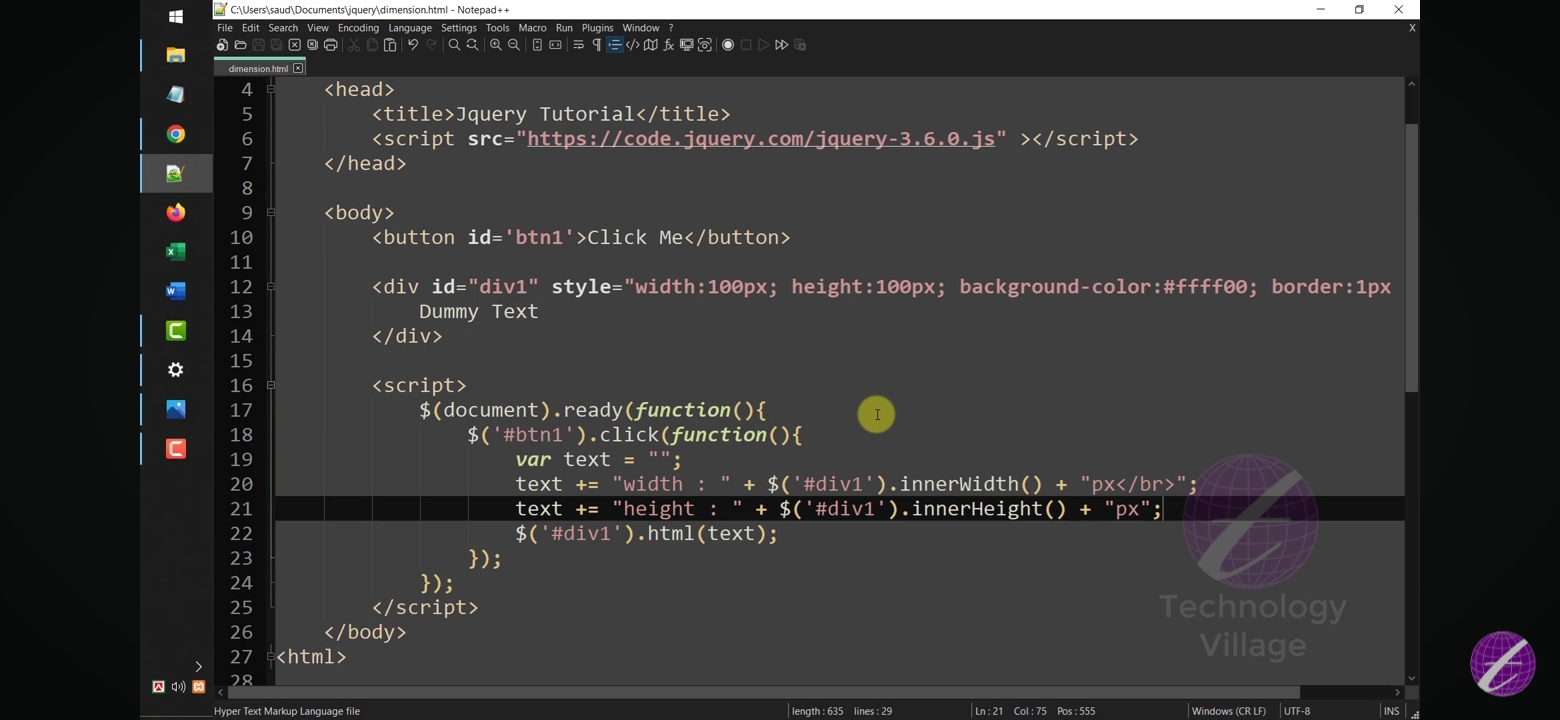 C:\Users\saud\Documents\jquery\dimension.html - Notepad++
File Edit Search View Encoding Language Settings Tools Macro Run Plugins Window ? X
dimension.html
4 <head>
5 <title>Jquery Tutorial</title>
6 <script src="https://code.jquery.com/jquery-3.6.0.js" ></script>
7 </head>
8
9 <body>
10 <button id='btn1'>Click Me</button>
11
12 <div id="div1" style="width:100px; height:100px; background-color:#ffff00; border:1px
13 Dummy Text
14 </div>
15
16 <script>
17 $(document).ready(function(){
18 $('#btn1').click(function(){
19 var text = "";
20 text += "width : " + $('#div1').innerWidth() + "px</br>";
21 text += "height : " + $('#div1').innerHeight() + "px";
22 $('#div1').html(text);
23 });
24 });
25 </script>
26 </body>
27 <html>
28
Technology
Village
Hyper Text Markup Language file length : 635 lines : 29 Ln : 21 Col : 75 Pos : 555 Windows (CR LF) UTF-8 INS